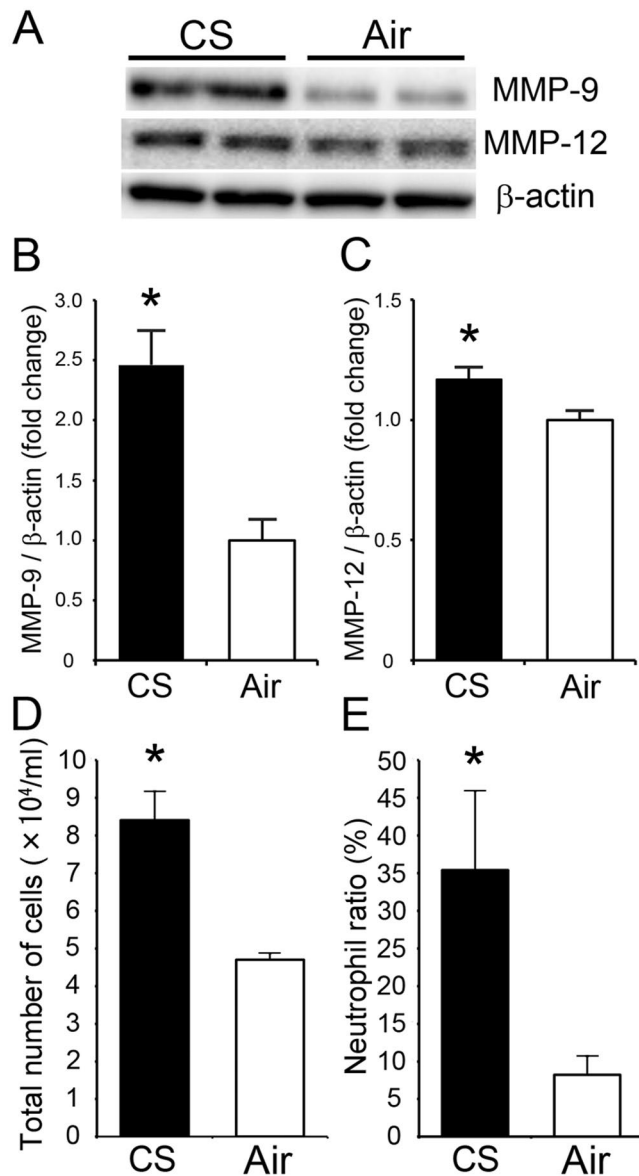 A
CS Air
MMP-9
MMP-12
β-actin
B
MMP-9 / β-actin (fold change)
3.0
2.5
2.0
1.5
1.0
0.5
0
*
CS Air
C
MMP-12 / β-actin (fold change)
1.5
1.0
0.5
0
*
CS Air
D
Total number of cells (×10⁴/ml)
10
9
8
7
6
5
4
3
2
1
0
*
CS Air
E
Neutrophil ratio (%)
50
45
40
35
30
25
20
15
10
5
0
*
CS Air